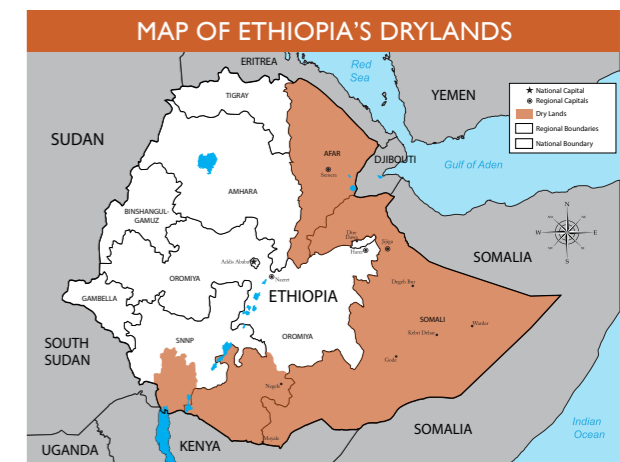 MAP OF ETHIOPIA'S DRYLANDS
ERITREA
Red
Sea
YEMEN
National Capital
Regional Capitals
Dry Lands
Regional Boundaries
National Boundary
TIGRAY
SUDAN
AFAR
Semera
DJIBOUTI
Gulf of Aden
AMHARA
BINSHANGUL-
GAMUZ
Dire
Dawa
Jijiga
Harer
N
W
E
S
SOMALIA
Addis Ababa
OROMIYA
Nazret
ETHIOPIA
Degeh Bur
GAMBELLA
SOMALI
Warder
Kebri Dehar
SNNP
OROMIYA
SOUTH
SUDAN
Gode
Negele
Moyale
SOMALIA
Indian
Ocean
UGANDA
KENYA